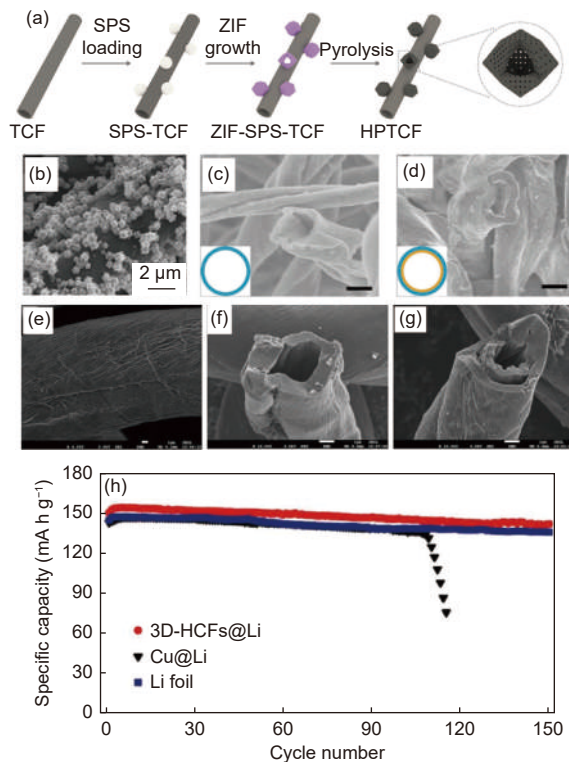 (a)
SPS
loading
ZIF
growth
Pyrolysis
TCF
SPS-TCF
ZIF-SPS-TCF
HPTCF
(b)
2 μm
(c)
(d)
(e)
(f)
(g)
(h)
Specific capacity (mA h g⁻¹)
180
150
120
90
60
30
0
3D-HCFs@Li
Cu@Li
Li foil
0
30
60
90
120
150
Cycle number